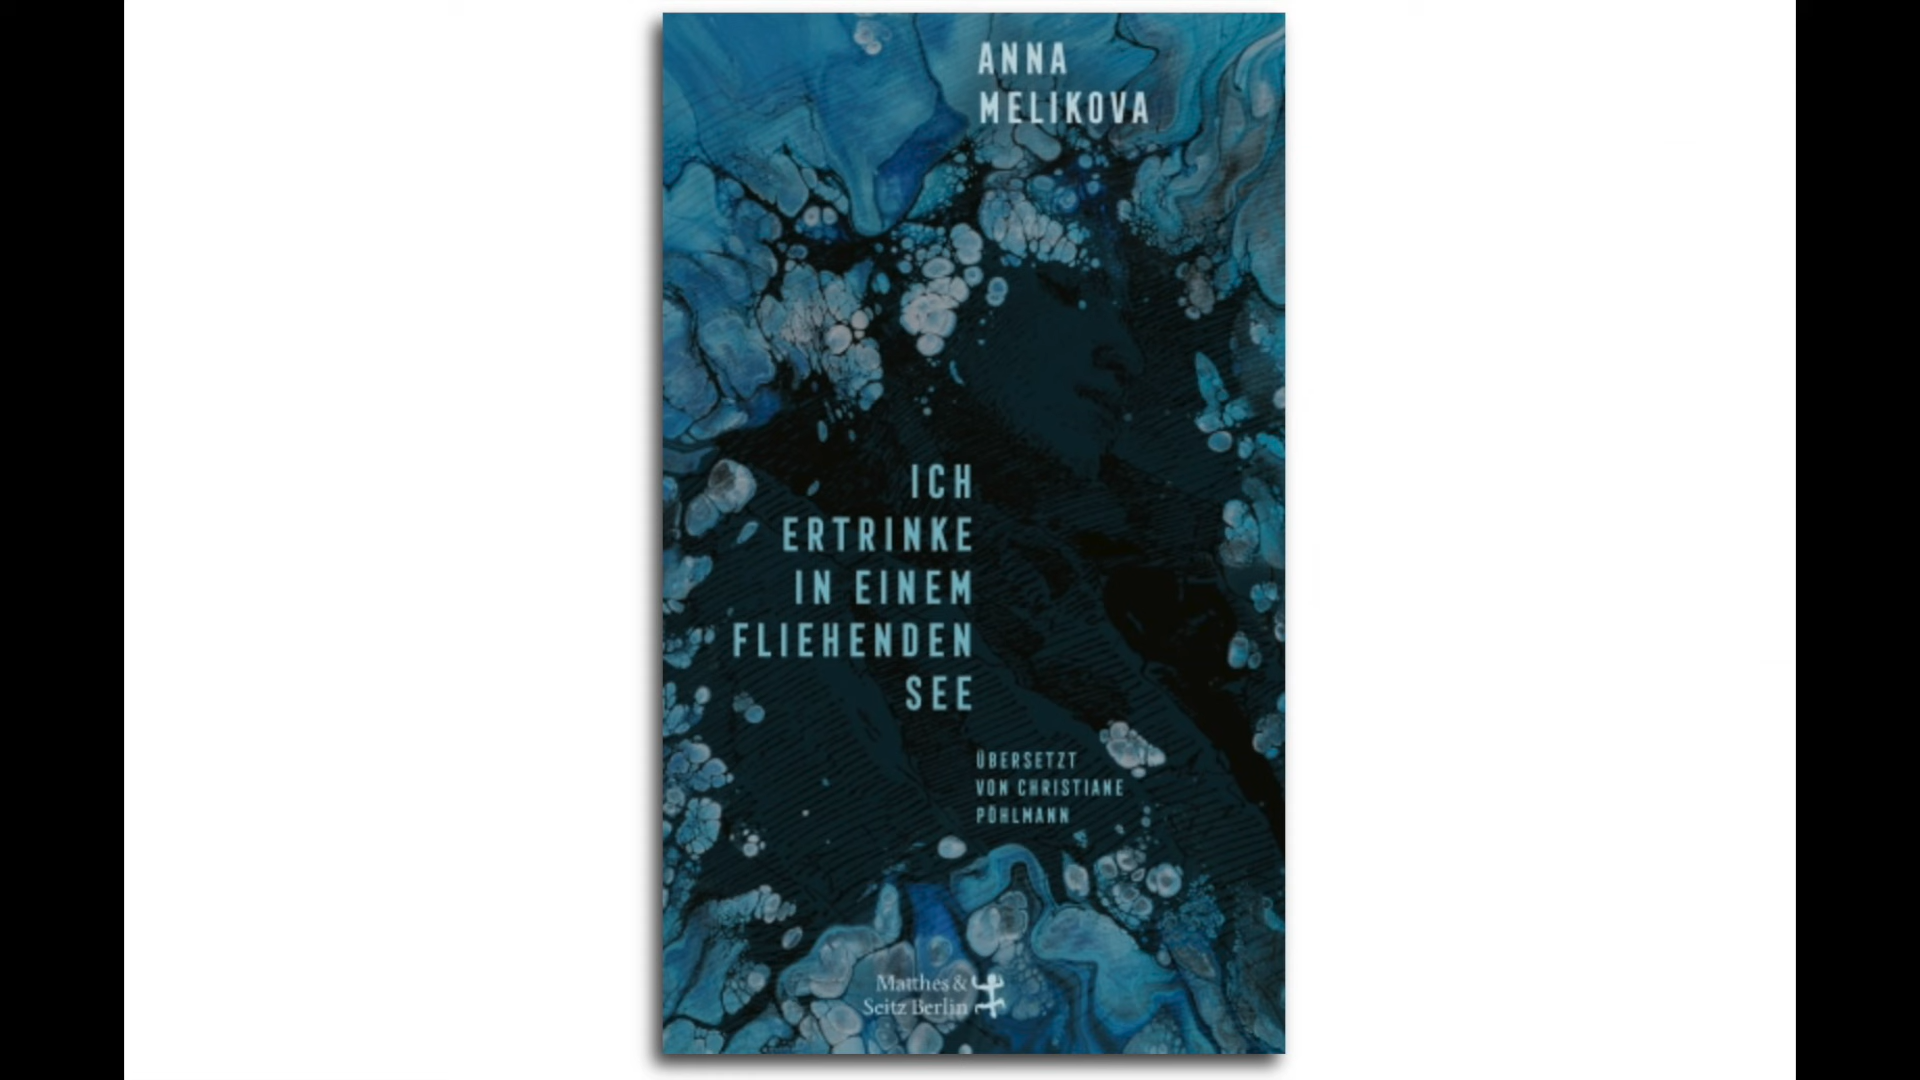 ANNA
MELIKOVA
ICH
ERTRINKE
IN EINEM
FLIEHENDEN
SEE
ÜBERSETZT
VON CHRISTIANE
PÖHLMANN
Matthes &
Seitz Berlin